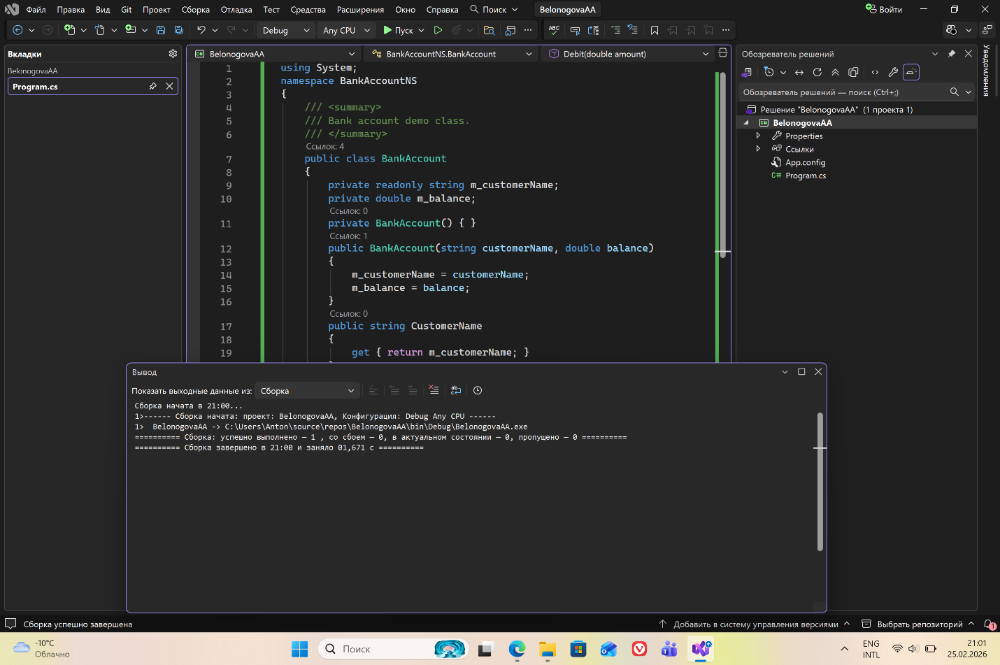 Файл Правка Вид Git Проект Сборка Отладка Тест Средства Расширения Окно Справка Поиск BelonogovaAA Войти
Debug Any CPU Пуск
Вкладки
BelonogovaAA
Program.cs
BelonogovaAA BankAccountNS.BankAccount Debit(double amount)
1 using System;
2 namespace BankAccountNS
3 {
4 /// <summary>
5 /// Bank account demo class.
6 /// </summary>
Ссылок: 4
7 public class BankAccount
8 {
9 private readonly string m_customerName;
10 private double m_balance;
Ссылок: 0
11 private BankAccount() { }
Ссылок: 1
12 public BankAccount(string customerName, double balance)
13 {
14 m_customerName = customerName;
15 m_balance = balance;
16 }
Ссылок: 0
17 public string CustomerName
18 {
19 get { return m_customerName; }
Обозреватель решений
Обозреватель решений — поиск (Ctrl+;)
Решение "BelonogovaAA" (1 проекта 1)
BelonogovaAA
Properties
Ссылки
App.config
C# Program.cs
Уведомления
Вывод
Показать выходные данные из: Сборка
Сборка начата в 21:00...
1>------ Сборка начата: проект: BelonogovaAA, Конфигурация: Debug Any CPU ------
1>  BelonogovaAA -> C:\Users\Anton\source\repos\BelonogovaAA\bin\Debug\BelonogovaAA.exe
========== Сборка: успешно выполнено — 1 , со сбоем — 0, в актуальном состоянии — 0, пропущено — 0 ==========
========== Сборка завершено в 21:00 и заняло 01,671 с ==========
Сборка успешно завершена Добавить в систему управления версиями Выбрать репозиторий 1
-10°C
Облачно
Поиск
ENG
INTL
21:01
25.02.2026